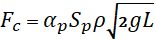 F_c = α_p S_p ρ √2gL